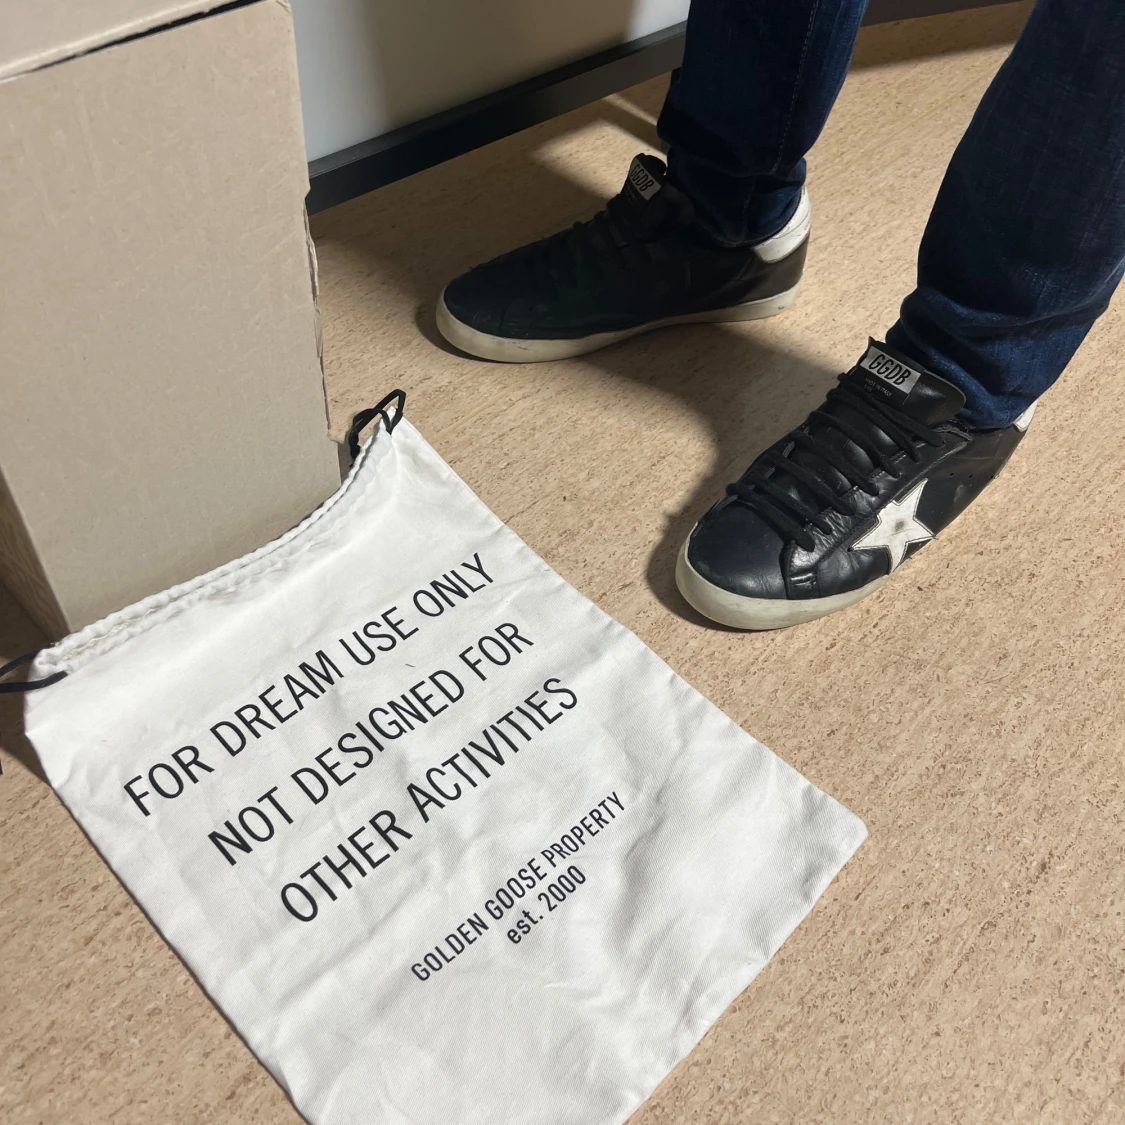 GGDB
GGDB
FOR DREAM USE ONLY
NOT DESIGNED FOR
OTHER ACTIVITIES
GOLDEN GOOSE PROPERTY
est. 2000